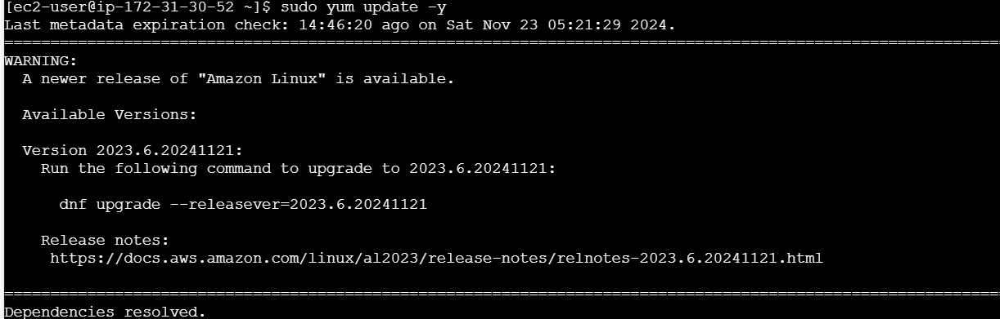 [ec2-user@ip-172-31-30-52 ~]$ sudo yum update -y
Last metadata expiration check: 14:46:20 ago on Sat Nov 23 05:21:29 2024.
================================================================================================================
WARNING:
  A newer release of "Amazon Linux" is available.

  Available Versions:

  Version 2023.6.20241121:
    Run the following command to upgrade to 2023.6.20241121:

      dnf upgrade --releasever=2023.6.20241121

    Release notes:
     https://docs.aws.amazon.com/linux/al2023/release-notes/relnotes-2023.6.20241121.html

================================================================================================================
Dependencies resolved.